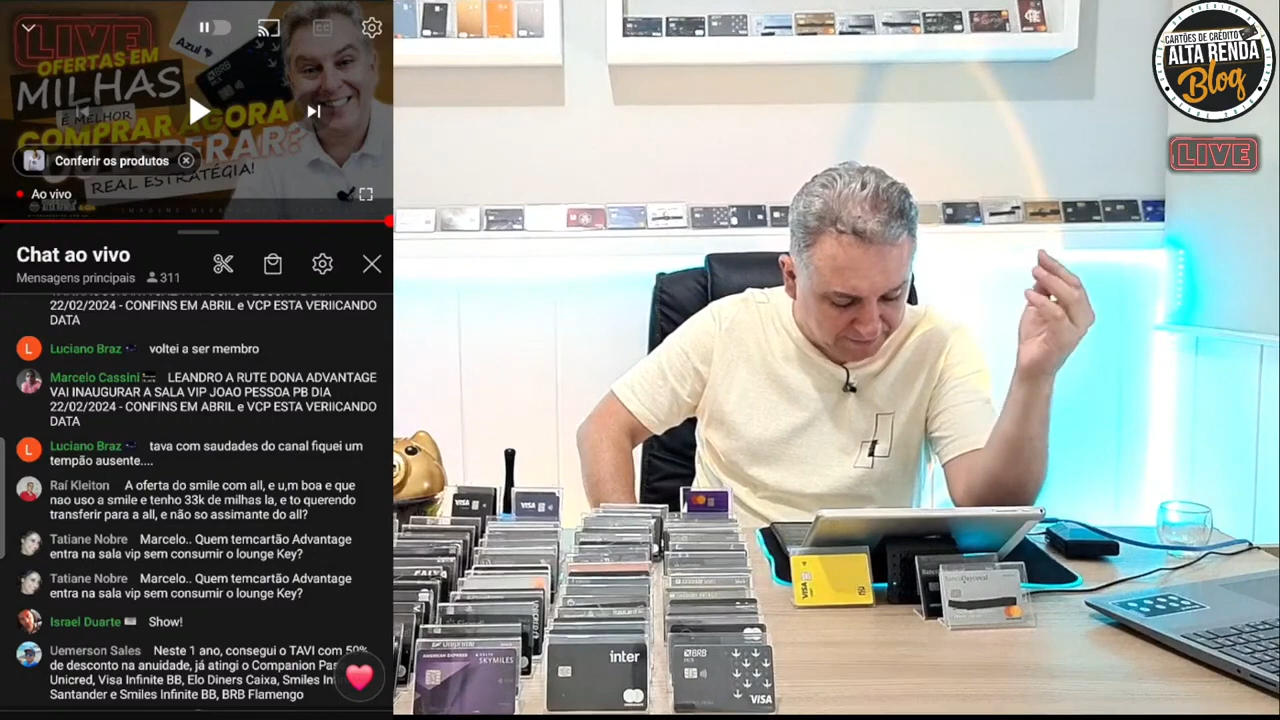 LIVE
OFERTAS EM
Azul
MILHAS
É MELHOR
COMPRAR AGORA
ESPERAR?
REAL ESTRATÉGIA!
Conferir os produtos
Ao vivo
Chat ao vivo
Mensagens principais 311
22/02/2024 - CONFINS EM ABRIL e VCP ESTA VERIICANDO
DATA
L Luciano Braz voltei a ser membro
Marcelo Cassini LEANDRO A RUTE DONA ADVANTAGE
VAI INAUGURAR A SALA VIP JOAO PESSOA PB DIA
22/02/2024 - CONFINS EM ABRIL e VCP ESTA VERIICANDO
DATA
L Luciano Braz tava com saudades do canal fiquei um
tempão ausente....
Raí Kleiton A oferta do smile com all, e u,m boa e que
nao uso a smile e tenho 33k de milhas la, e to querendo
transferir para a all, e não so assimante do all?
Tatiane Nobre Marcelo.. Quem temcartão Advantage
entra na sala vip sem consumir o lounge Key?
Tatiane Nobre Marcelo.. Quem temcartão Advantage
entra na sala vip sem consumir o lounge Key?
Israel Duarte Show!
Uemerson Sales Neste 1 ano, consegui o TAVI com 50%
de desconto na anuidade, já atingi o Companion Pas
Unicred, Visa Infinite BB, Elo Diners Caixa, Smiles Inf
Santander e Smiles Infinite BB, BRB Flamengo
CARTÕES DE CRÉDITO
ALTA RENDA
Blog
LIVE
VISA
VISA
AMERICAN EXPRESS
SKYMILES
inter
BRB
VISA
VISA